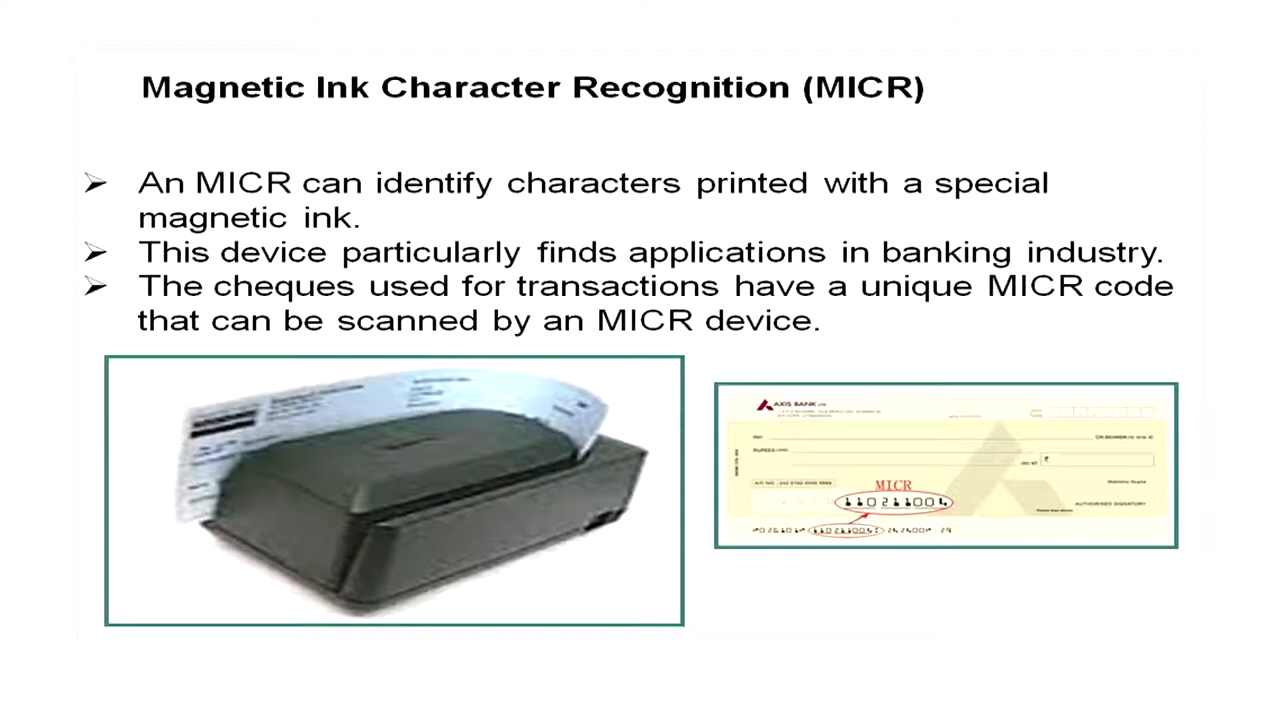 Magnetic Ink Character Recognition (MICR)
➢ An MICR can identify characters printed with a special
magnetic ink.
➢ This device particularly finds applications in banking industry.
➢ The cheques used for transactions have a unique MICR code
that can be scanned by an MICR device.
AXIS BANK LTD
RUPEES
₹
A/C NO.
MICR
AUTHORISED SIGNATORY